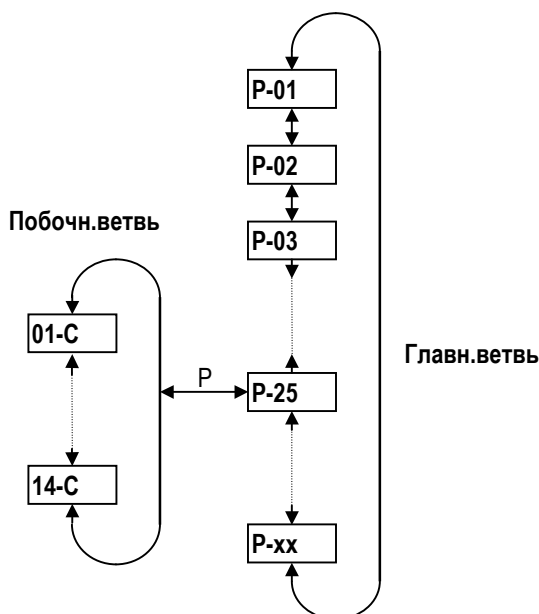 P-01
P-02
P-03
Побочн.ветвь
01-C
Главн.ветвь
P
P-25
14-C
P-xx